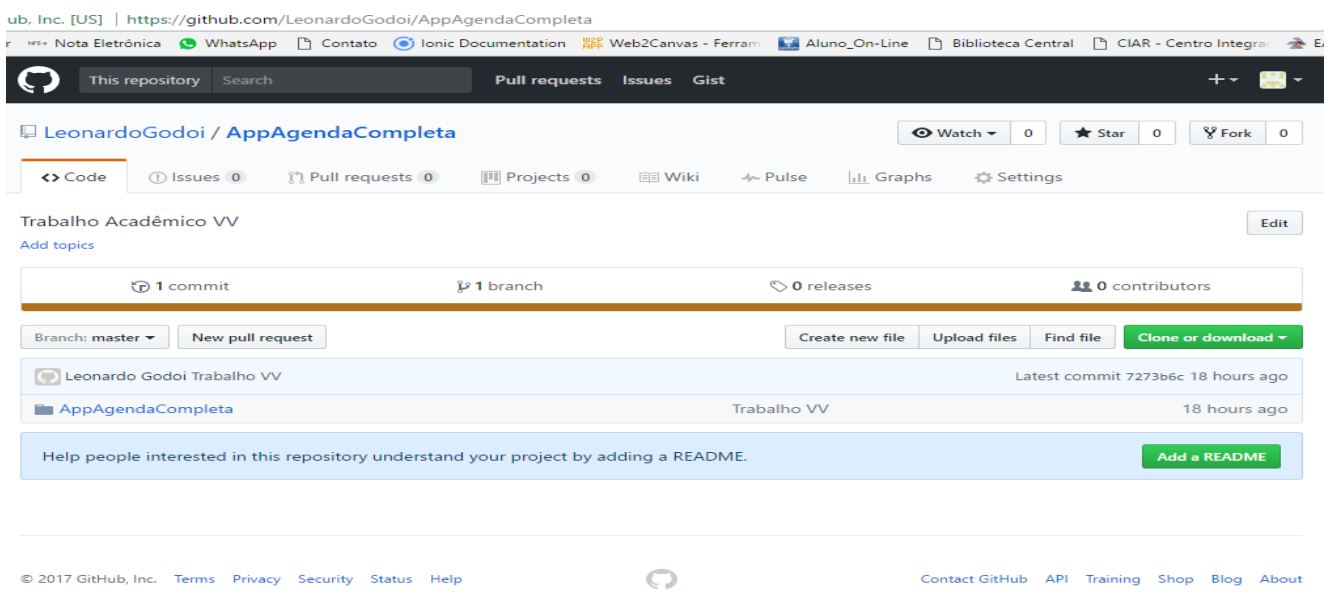 ub, Inc. [US] | https://github.com/LeonardoGodoi/AppAgendaCompleta
r NFS-e Nota Eletrônica WhatsApp Contato Ionic Documentation Web2Canvas - Ferram Aluno_On-Line Biblioteca Central CIAR - Centro Integra EA
This repository Search Pull requests Issues Gist
LeonardoGodoi / AppAgendaCompleta Watch 0 Star 0 Fork 0
Code Issues 0 Pull requests 0 Projects 0 Wiki Pulse Graphs Settings
Trabalho Acadêmico VV Edit
Add topics
1 commit 1 branch 0 releases 0 contributors
Branch: master New pull request Create new file Upload files Find file Clone or download
Leonardo Godoi Trabalho VV Latest commit 7273b6c 18 hours ago
AppAgendaCompleta Trabalho VV 18 hours ago
Help people interested in this repository understand your project by adding a README. Add a README
© 2017 GitHub, Inc. Terms Privacy Security Status Help Contact GitHub API Training Shop Blog About